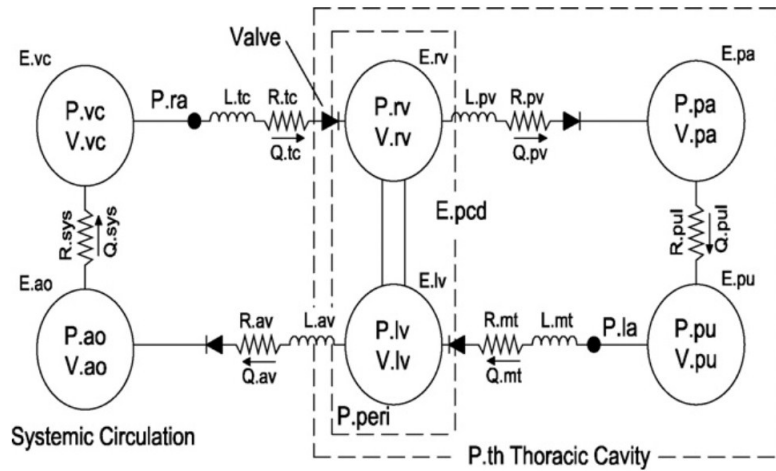 Valve
E.vc
E.rv
E.pa
P.vc
V.vc
P.ra
L.tc
R.tc
Q.tc
P.rv
V.rv
L.pv
R.pv
Q.pv
P.pa
V.pa
R.sys
Q.sys
E.pcd
R.pul
Q.pul
E.ao
E.lv
E.pu
P.ao
V.ao
R.av
L.av
Q.av
P.lv
V.lv
R.mt
L.mt
Q.mt
P.la
P.pu
V.pu
P.peri
Systemic Circulation
P.th Thoracic Cavity